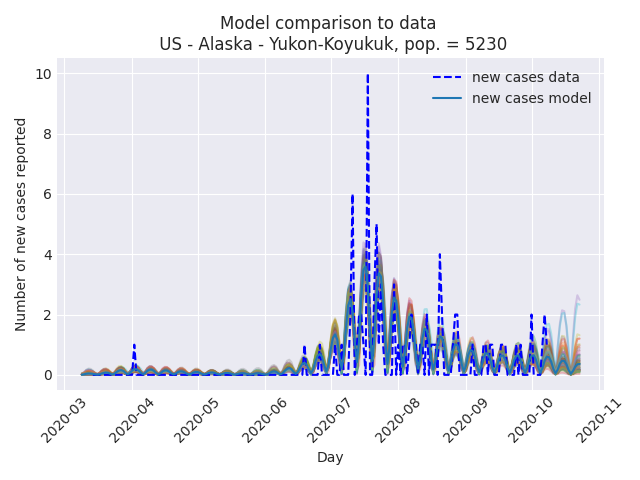 Model comparison to data
US - Alaska - Yukon-Koyukuk, pop. = 5230
new cases data
new cases model
Number of new cases reported
10
8
6
4
2
0
2020-03
2020-04
2020-05
2020-06
2020-07
2020-08
2020-09
2020-10
2020-11
Day